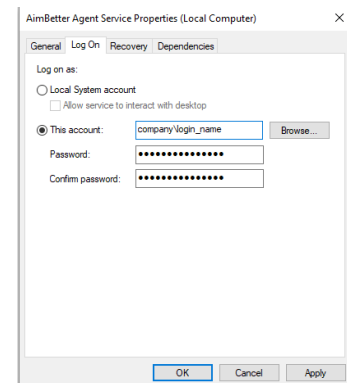 AimBetter Agent Service Properties (Local Computer)
General Log On Recovery Dependencies
Log on as:
Local System account
Allow service to interact with desktop
This account: company\login_name Browse...
Password: •••••••••••••••
Confirm password: •••••••••••••••
OK Cancel Apply